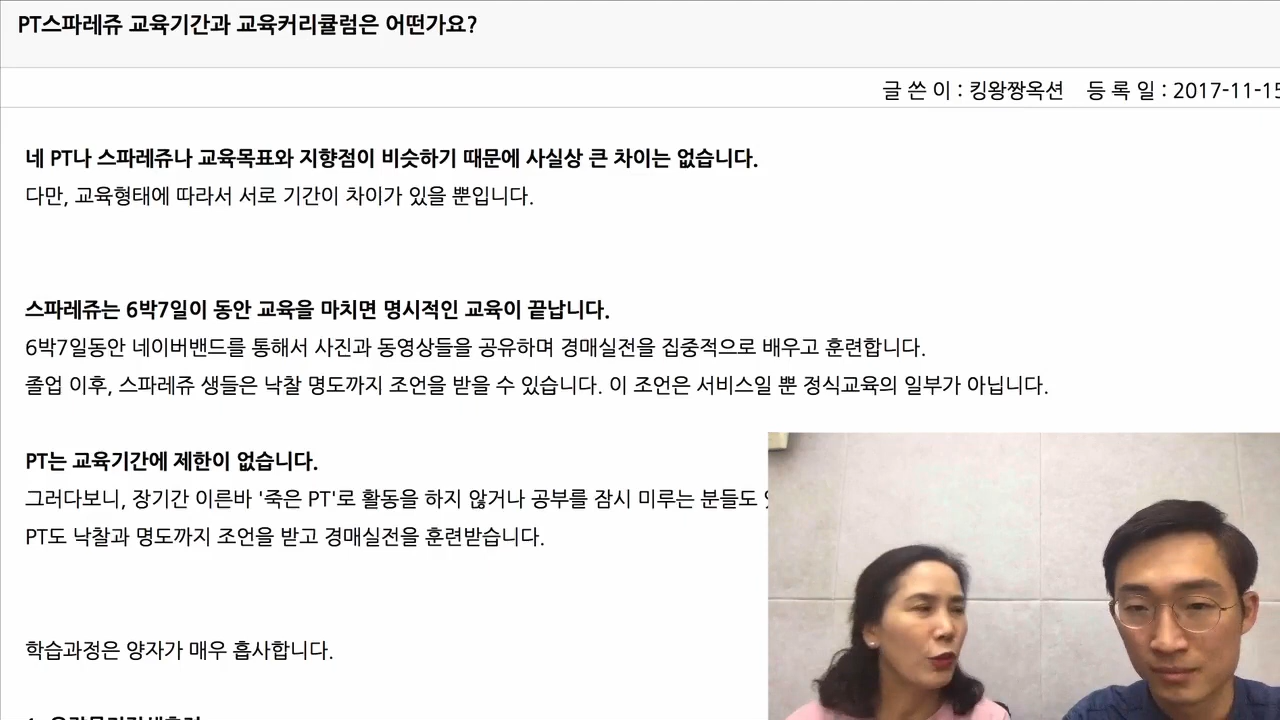 PT스파레쥬 교육기간과 교육커리큘럼은 어떤가요?
글 쓴 이 : 킹왕짱옥션 등 록 일 : 2017-11-15
네 PT나 스파레쥬나 교육목표와 지향점이 비슷하기 때문에 사실상 큰 차이는 없습니다.
다만, 교육형태에 따라서 서로 기간이 차이가 있을 뿐입니다.
스파레쥬는 6박7일이 동안 교육을 마치면 명시적인 교육이 끝납니다.
6박7일동안 네이버밴드를 통해서 사진과 동영상들을 공유하며 경매실전을 집중적으로 배우고 훈련합니다.
졸업 이후, 스파레쥬 생들은 낙찰 명도까지 조언을 받을 수 있습니다. 이 조언은 서비스일 뿐 정식교육의 일부가 아닙니다.
PT는 교육기간에 제한이 없습니다.
그러다보니, 장기간 이른바 '죽은 PT'로 활동을 하지 않거나 공부를 잠시 미루는 분들도
PT도 낙찰과 명도까지 조언을 받고 경매실전을 훈련받습니다.
학습과정은 양자가 매우 흡사합니다.